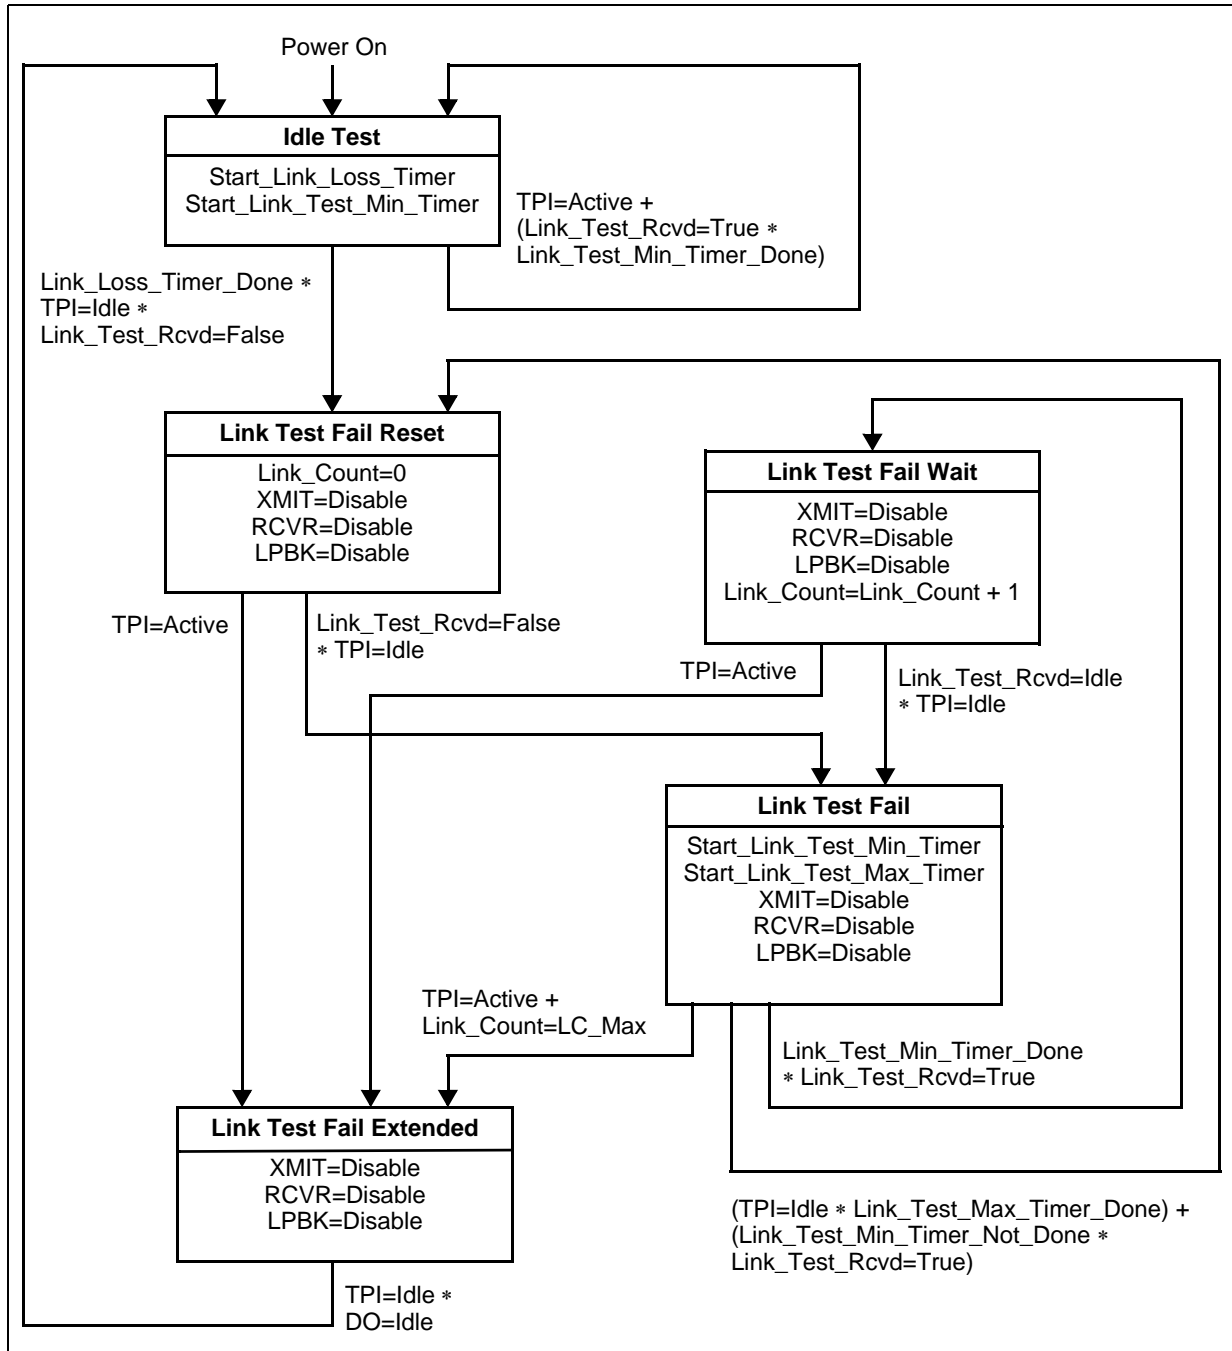 Power On
Idle Test
Start_Link_Loss_Timer
Start_Link_Test_Min_Timer
TPI=Active +
(Link_Test_Rcvd=True *
Link_Test_Min_Timer_Done)
Link_Loss_Timer_Done *
TPI=Idle *
Link_Test_Rcvd=False
Link Test Fail Reset
Link_Count=0
XMIT=Disable
RCVR=Disable
LPBK=Disable
Link Test Fail Wait
XMIT=Disable
RCVR=Disable
LPBK=Disable
Link_Count=Link_Count + 1
TPI=Active
Link_Test_Rcvd=False
* TPI=Idle
TPI=Active
Link_Test_Rcvd=Idle
* TPI=Idle
Link Test Fail
Start_Link_Test_Min_Timer
Start_Link_Test_Max_Timer
XMIT=Disable
RCVR=Disable
LPBK=Disable
TPI=Active +
Link_Count=LC_Max
Link_Test_Min_Timer_Done
* Link_Test_Rcvd=True
Link Test Fail Extended
XMIT=Disable
RCVR=Disable
LPBK=Disable
(TPI=Idle * Link_Test_Max_Timer_Done) +
(Link_Test_Min_Timer_Not_Done *
Link_Test_Rcvd=True)
TPI=Idle *
DO=Idle